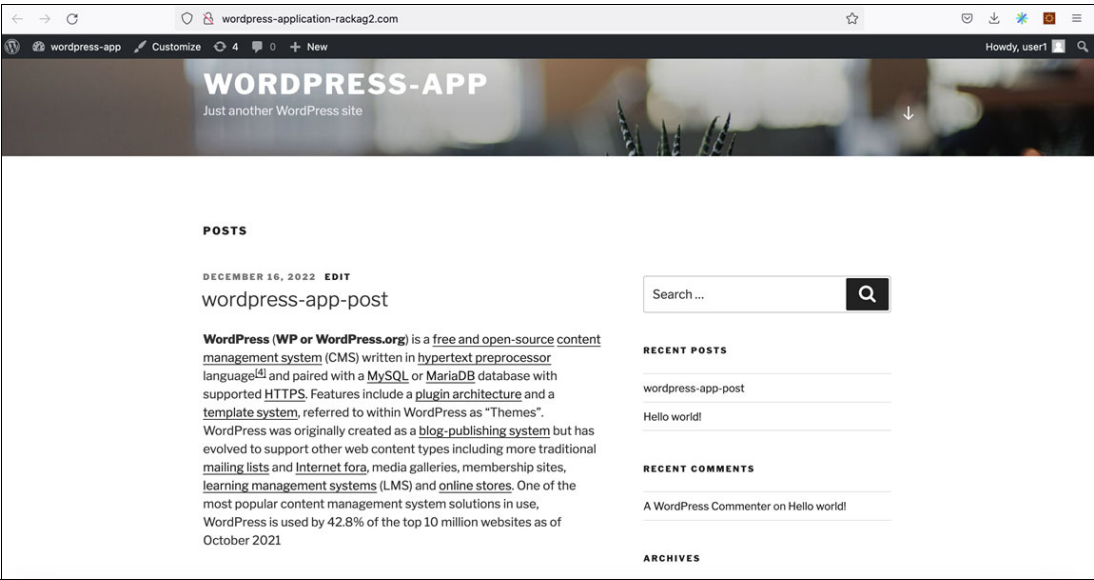 wordpress-application-rackag2.com
wordpress-app Customize 4 0 New Howdy, user1
WORDPRESS-APP
Just another WordPress site
POSTS
DECEMBER 16, 2022 EDIT
wordpress-app-post
WordPress (WP or WordPress.org) is a free and open-source content
management system (CMS) written in hypertext preprocessor
language[4] and paired with a MySQL or MariaDB database with
supported HTTPS. Features include a plugin architecture and a
template system, referred to within WordPress as “Themes”.
WordPress was originally created as a blog-publishing system but has
evolved to support other web content types including more traditional
mailing lists and Internet fora, media galleries, membership sites,
learning management systems (LMS) and online stores. One of the
most popular content management system solutions in use,
WordPress is used by 42.8% of the top 10 million websites as of
October 2021
Search ...
RECENT POSTS
wordpress-app-post
Hello world!
RECENT COMMENTS
A WordPress Commenter on Hello world!
ARCHIVES